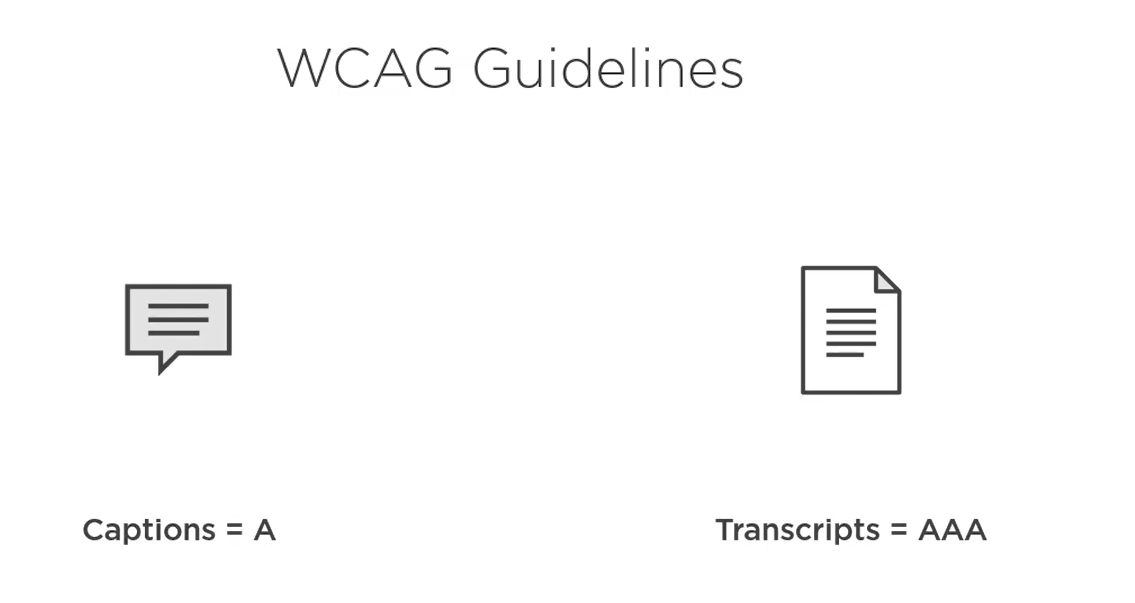 WCAG Guidelines
Captions = A
Transcripts = AAA